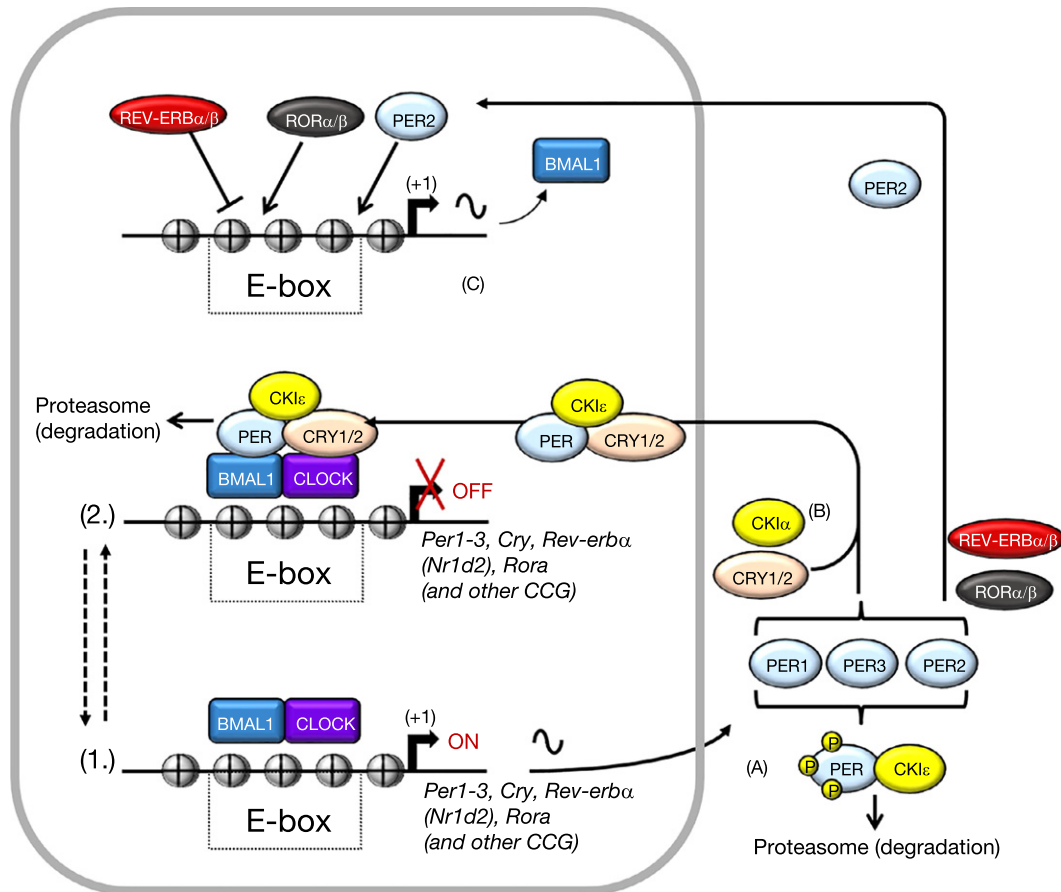 REV-ERBα/β
RORα/β
PER2
(+1)
BMAL1
E-box
(C)
PER2
Proteasome
(degradation)
CKIε
PER
CRY1/2
BMAL1
CLOCK
OFF
(2.)
E-box
Per1-3, Cry, Rev-erbα
(Nr1d2), Rora
(and other CCG)
CKIε
PER
CRY1/2
CKIα
(B)
CRY1/2
REV-ERBα/β
RORα/β
PER1
PER3
PER2
BMAL1
CLOCK
(+1)
ON
(1.)
E-box
Per1-3, Cry, Rev-erbα
(Nr1d2), Rora
(and other CCG)
(A)
P
P
P
PER
CKIε
Proteasome (degradation)